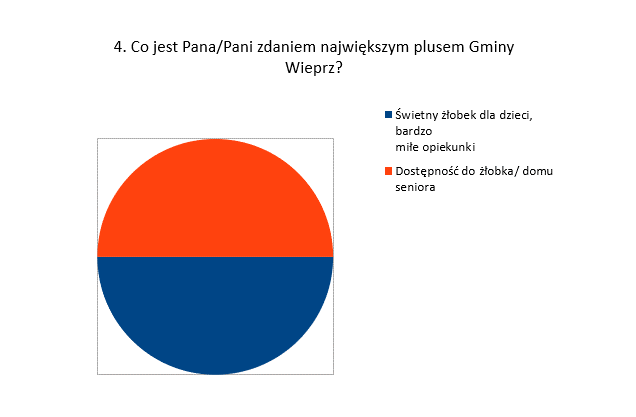 4. Co jest Pana/Pani zdaniem największym plusem Gminy
Wieprz?
Świetny żłobek dla dzieci,
bardzo
miłe opiekunki
Dostępność do żłobka/ domu
seniora